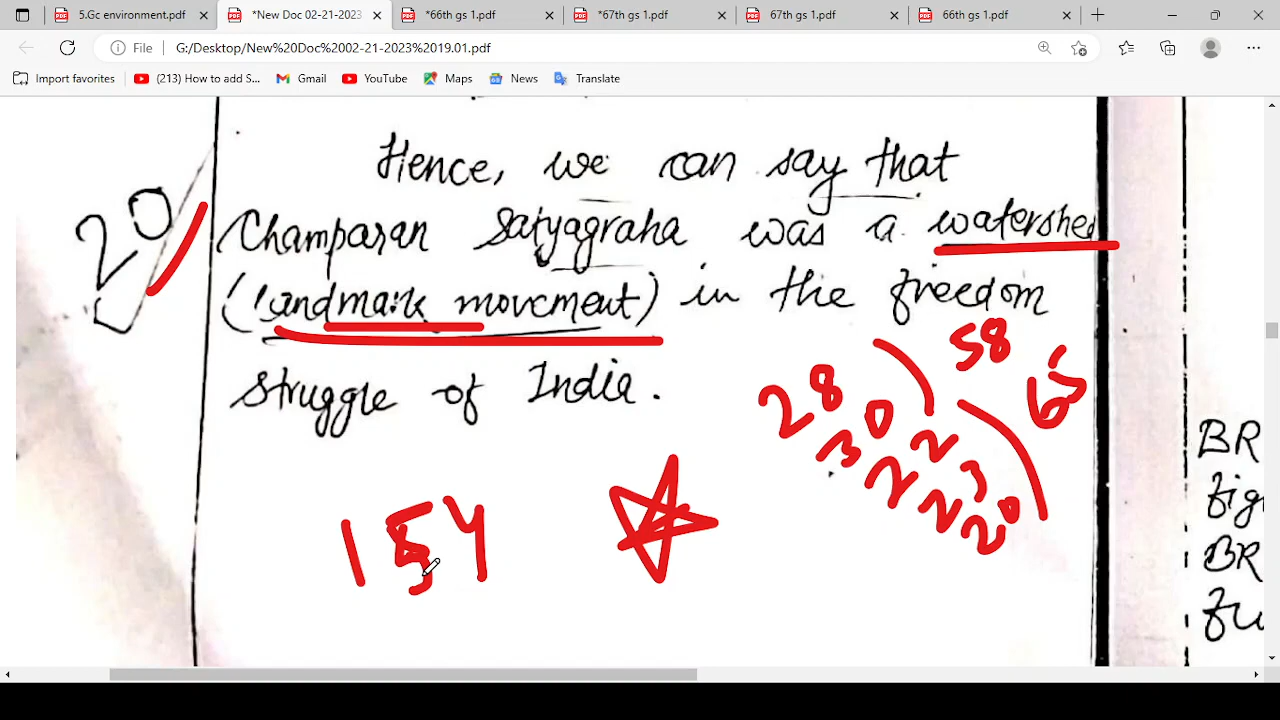 5.Gc environment.pdf
*New Doc 02-21-2023
*66th gs 1.pdf
*67th gs 1.pdf
67th gs 1.pdf
66th gs 1.pdf
File
G:/Desktop/New%20Doc%2002-21-2023%2019.01.pdf
Import favorites
(213) How to add S...
Gmail
YouTube
Maps
News
Translate
Hence, we can say that
20
Champaran Satyagraha was a watershed
(landmark movement) in the freedom
struggle of India.
28
30
22
23
20
58
65
154
BR
fig
BR